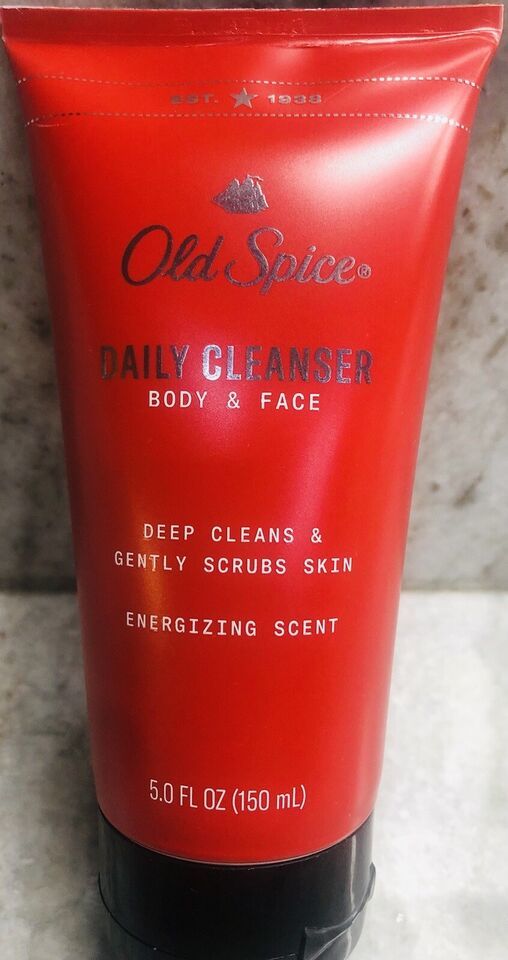 EST. ★ 1938
Old Spice®
DAILY CLEANSER
BODY & FACE
DEEP CLEANS &
GENTLY SCRUBS SKIN
ENERGIZING SCENT
5.0 FL OZ (150 mL)